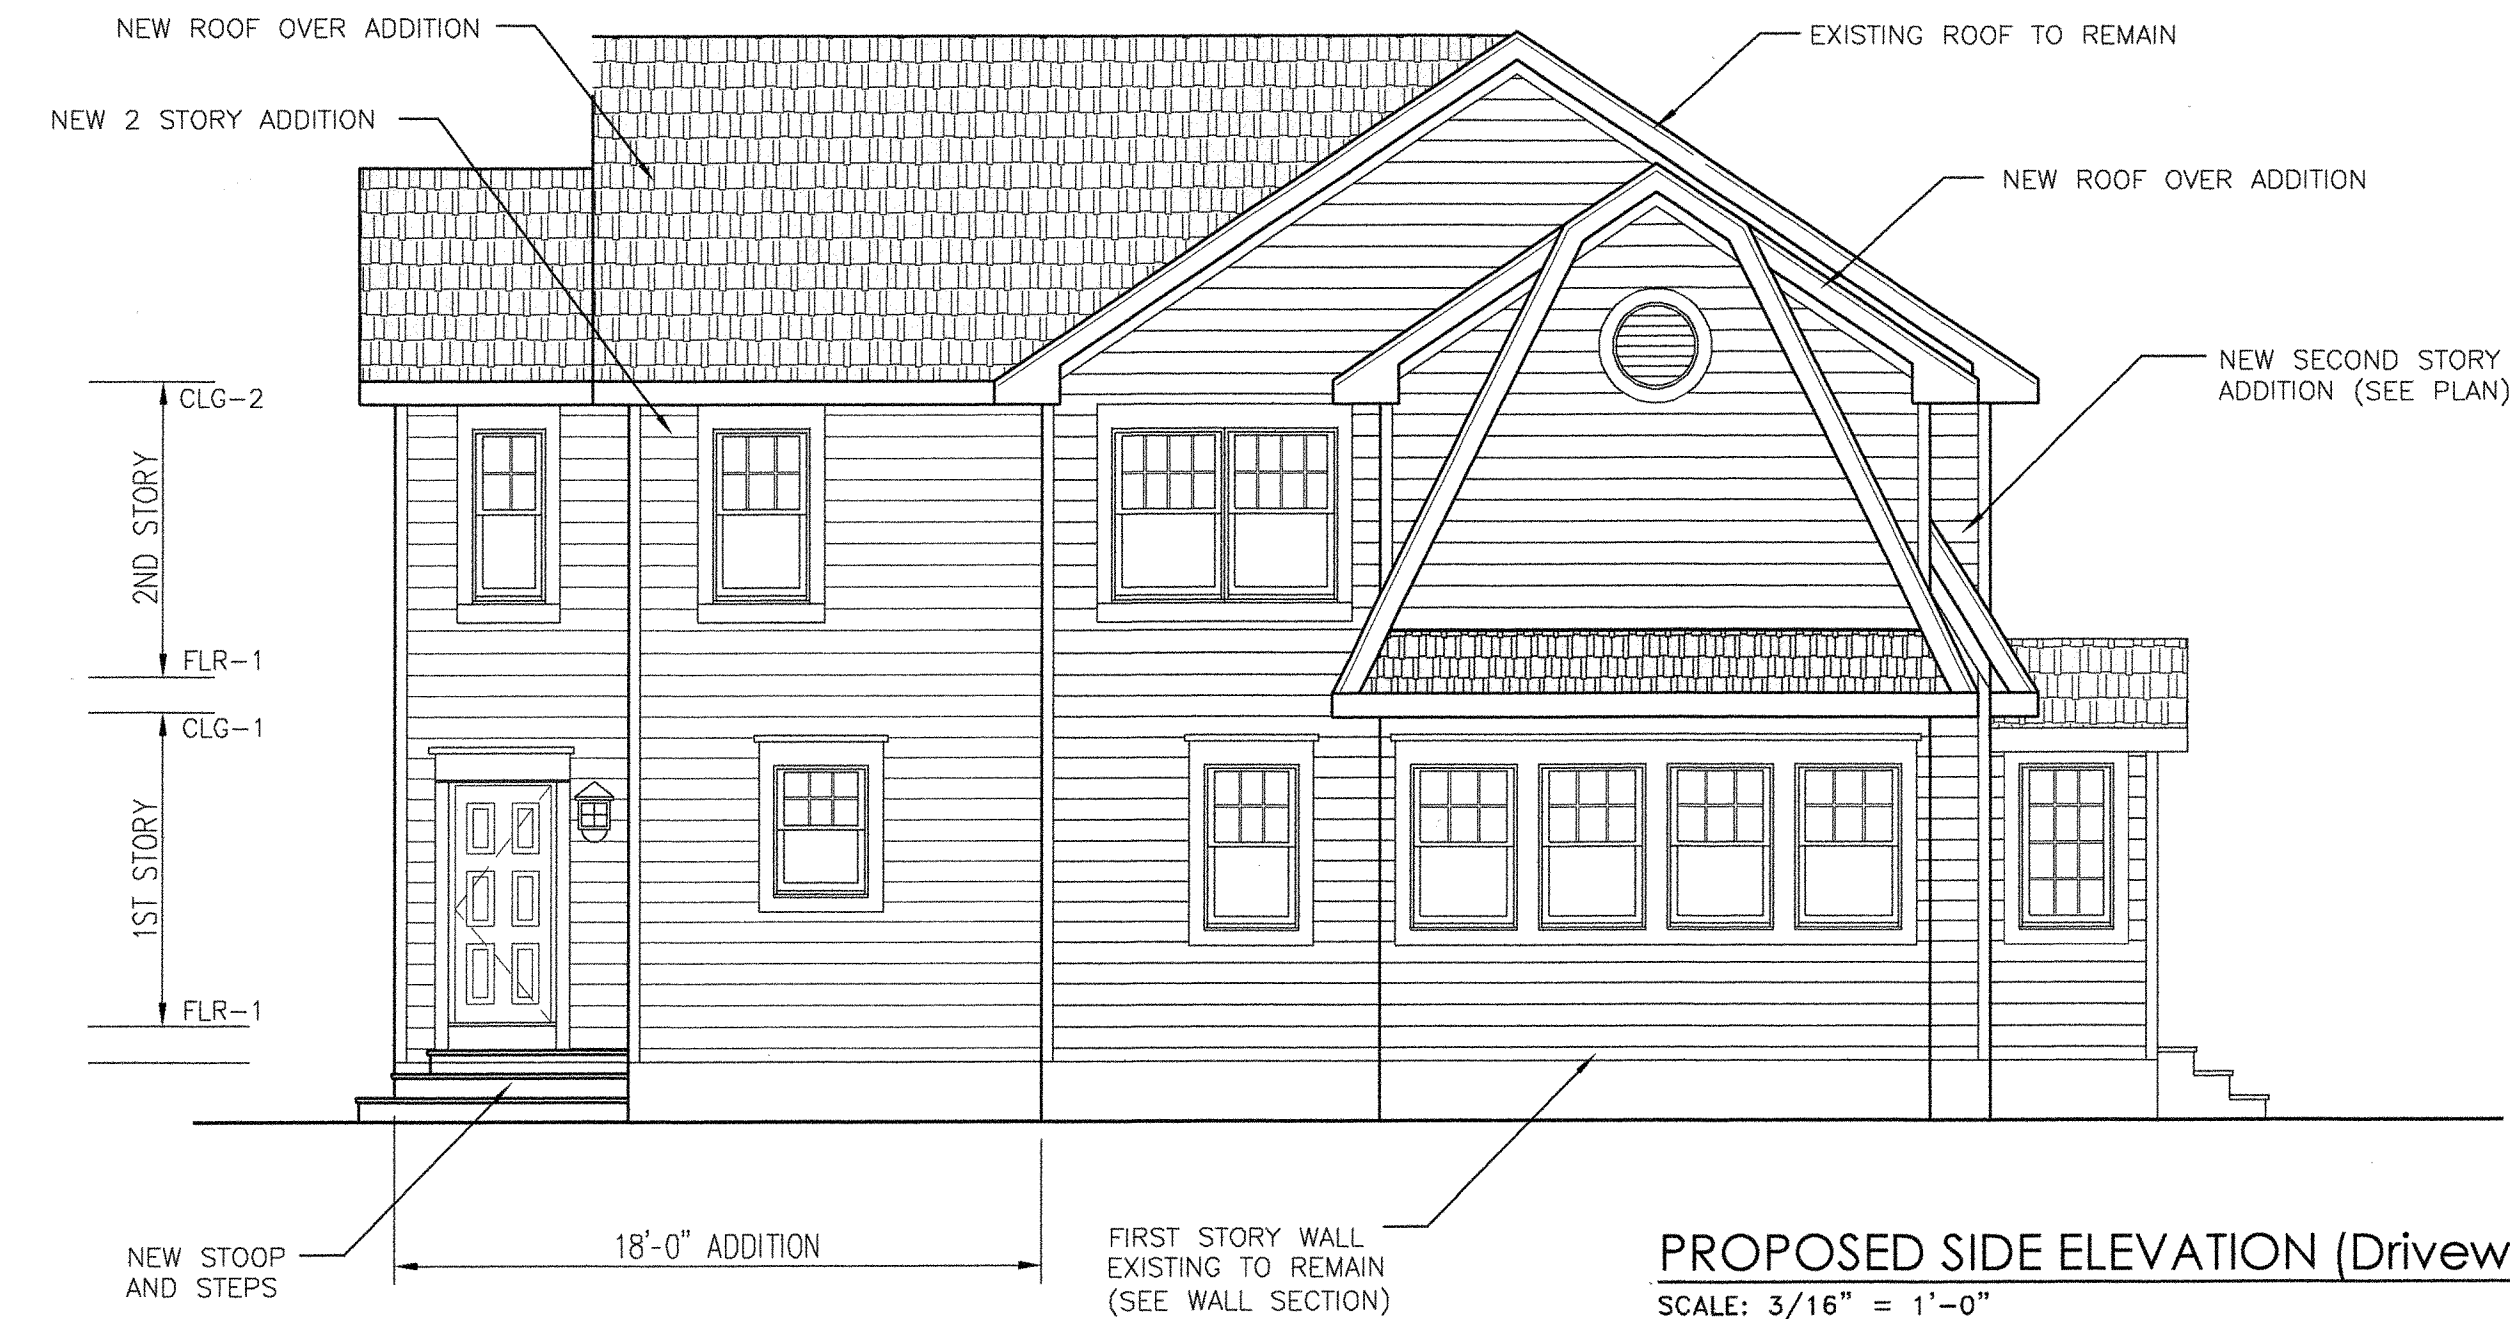 NEW ROOF OVER ADDITION
EXISTING ROOF TO REMAIN
NEW 2 STORY ADDITION
NEW ROOF OVER ADDITION
NEW SECOND STORY
ADDITION (SEE PLAN)
CLG-2
2ND STORY
FLR-1
CLG-1
1ST STORY
FLR-1
NEW STOOP
AND STEPS
18'-0" ADDITION
FIRST STORY WALL
EXISTING TO REMAIN
(SEE WALL SECTION)
PROPOSED SIDE ELEVATION (Drivew
SCALE: 3/16" = 1'-0"